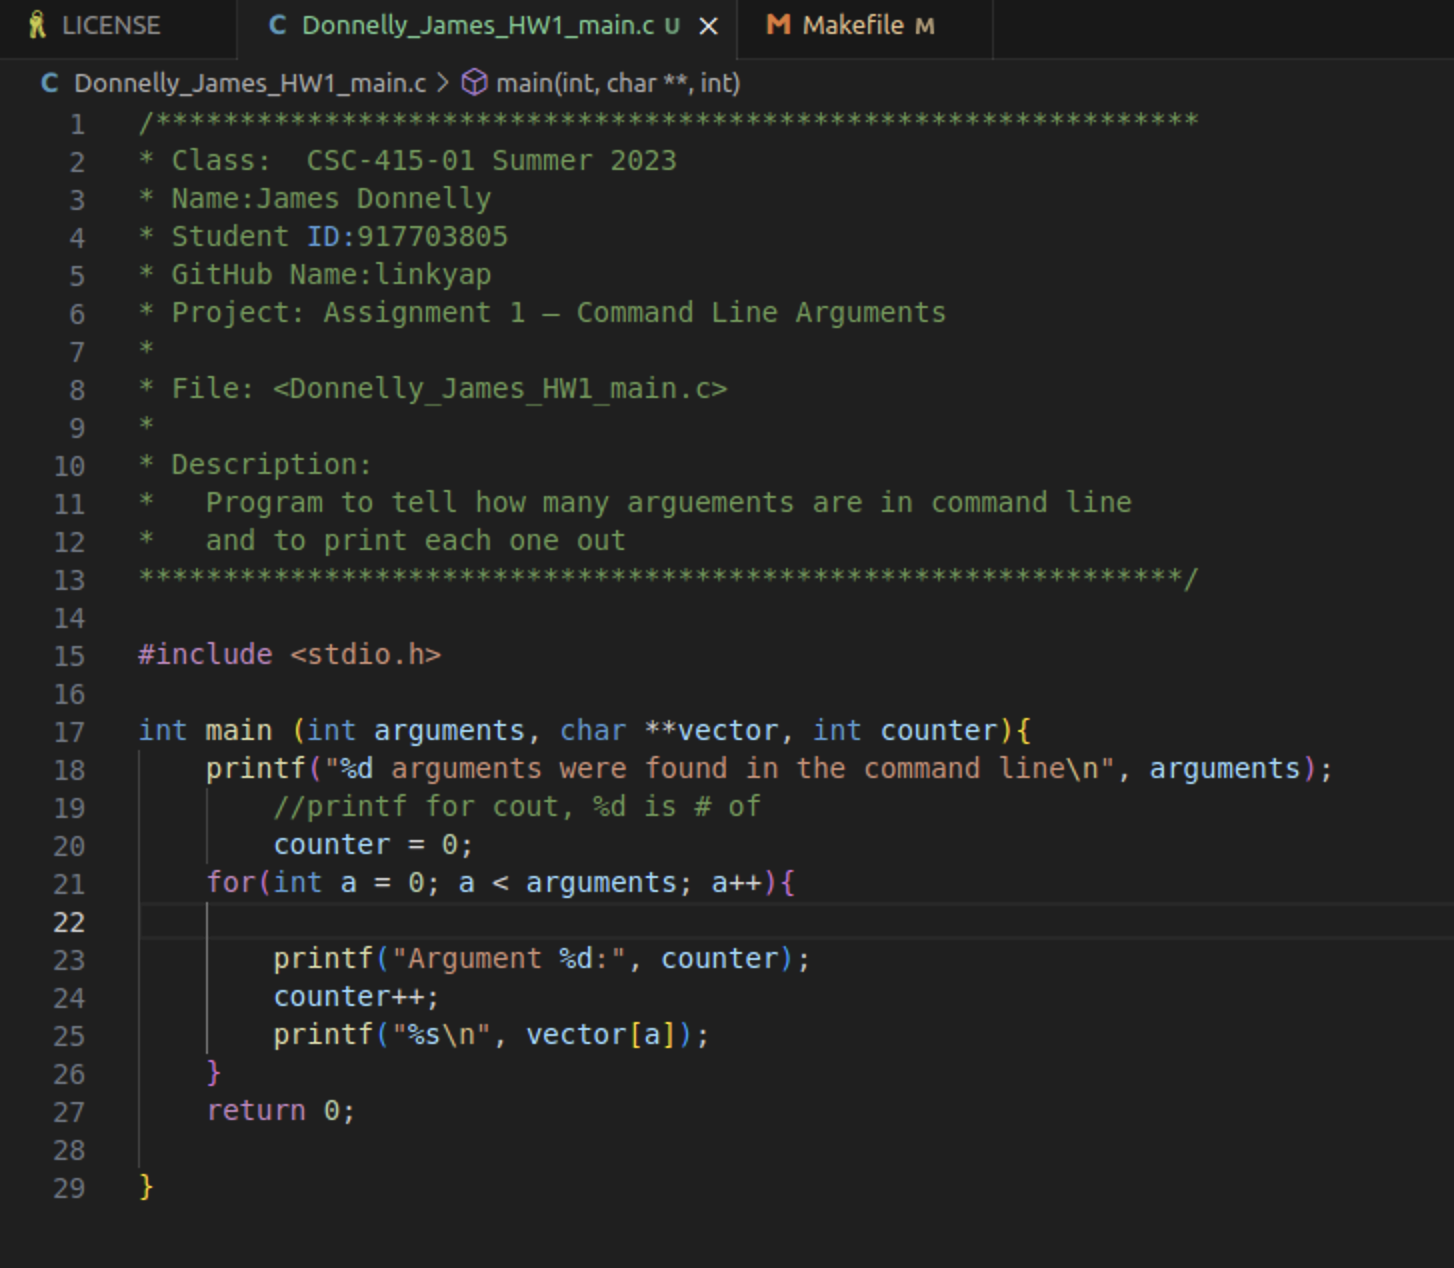 LICENSE
C Donnelly_James_HW1_main.c U ×
M Makefile M
C Donnelly_James_HW1_main.c > main(int, char **, int)
1 /**************************************************************
2 * Class:  CSC-415-01 Summer 2023
3 * Name:James Donnelly
4 * Student ID:917703805
5 * GitHub Name:linkyap
6 * Project: Assignment 1 – Command Line Arguments
7 *
8 * File: <Donnelly_James_HW1_main.c>
9 *
10 * Description:
11 *   Program to tell how many arguements are in command line
12 *   and to print each one out
13 **************************************************************/
14
15 #include <stdio.h>
16
17 int main (int arguments, char **vector, int counter){
18     printf("%d arguments were found in the command line\n", arguments);
19         //printf for cout, %d is # of
20         counter = 0;
21     for(int a = 0; a < arguments; a++){
22
23         printf("Argument %d:", counter);
24         counter++;
25         printf("%s\n", vector[a]);
26     }
27     return 0;
28
29 }